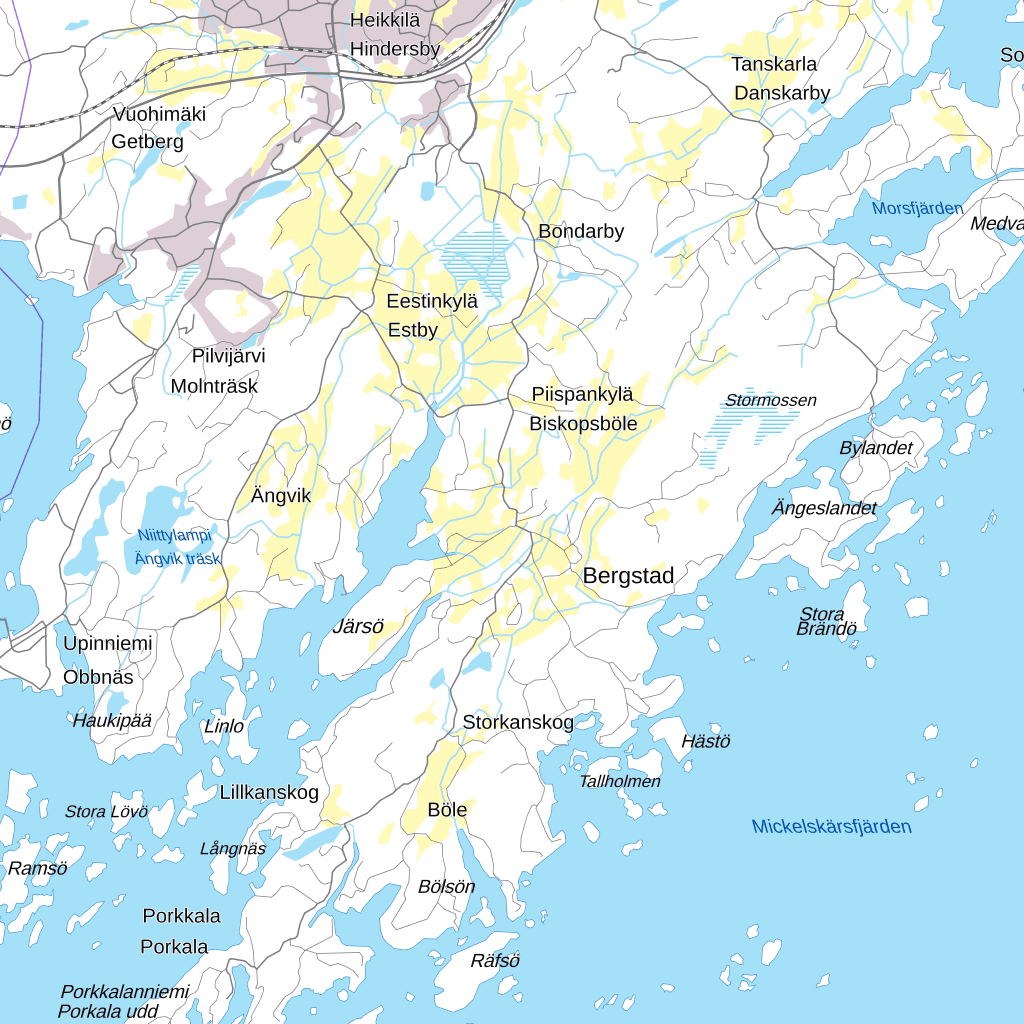 Heikkilä
Hindersby
So
Tanskarla
Danskarby
Vuohimäki
Getberg
Morsfjärden
Medva
Bondarby
Eestinkylä
Estby
Pilvijärvi
Molnträsk
Piispankylä
Biskopsböle
Stormossen
ö
Bylandet
Ängvik
Ängeslandet
Niittylampi
Ängvik träsk
Bergstad
Stora
Brändö
Järsö
Upinniemi
Obbnäs
Haukipää
Linlo
Storkanskog
Hästö
Tallholmen
Lillkanskog
Stora Lövö
Böle
Mickelskärsfjärden
Långnäs
Ramsö
Bölsön
Porkkala
Porkala
Räfsö
Porkkalanniemi
Porkala udd